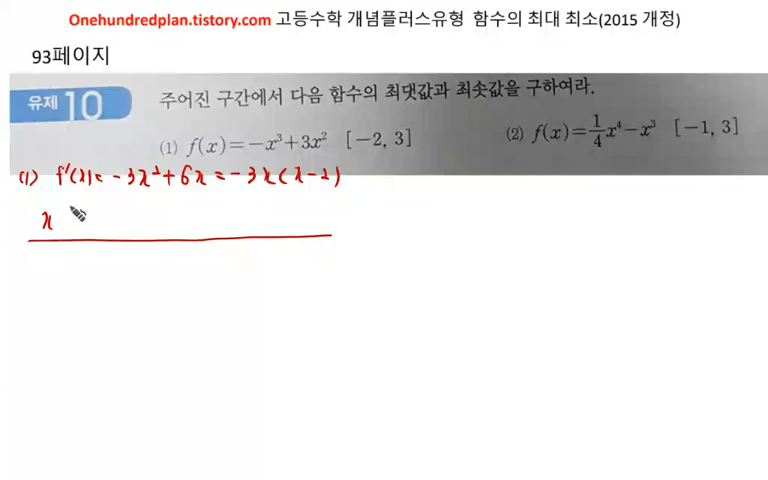 Onehundredplan.tistory.com 고등수학 개념플러스유형 함수의 최대 최소(2015 개정)
93페이지
유제 10 주어진 구간에서 다음 함수의 최댓값과 최솟값을 구하여라.
(1) f(x)=−x³+3x² [−2, 3] (2) f(x)=1/4x⁴−x³ [−1, 3]
(1) f'(x)= -3x²+6x = -3x(x-2)
x